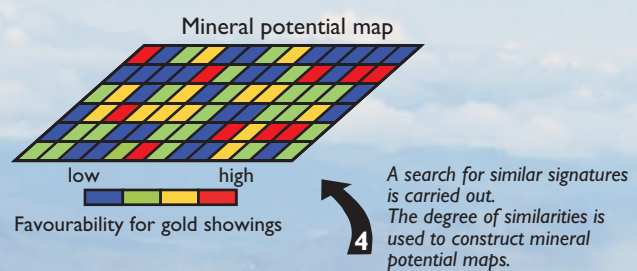 Mineral potential map
low high
Favourability for gold showings
4
A search for similar signatures
is carried out.
The degree of similarities is
used to construct mineral
potential maps.